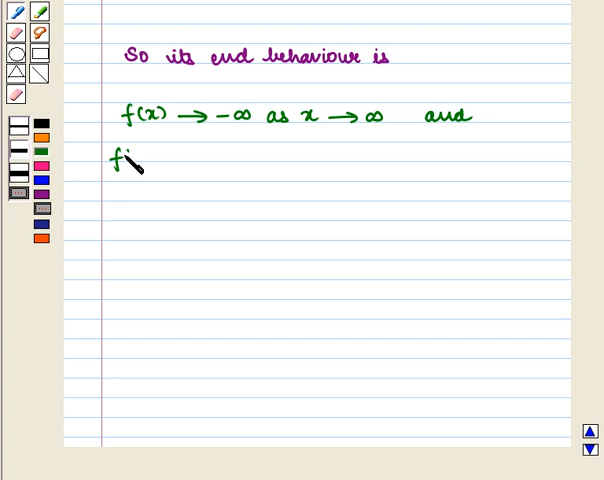 So its end behaviour is
f(x) → -∞ as x → ∞ and
f